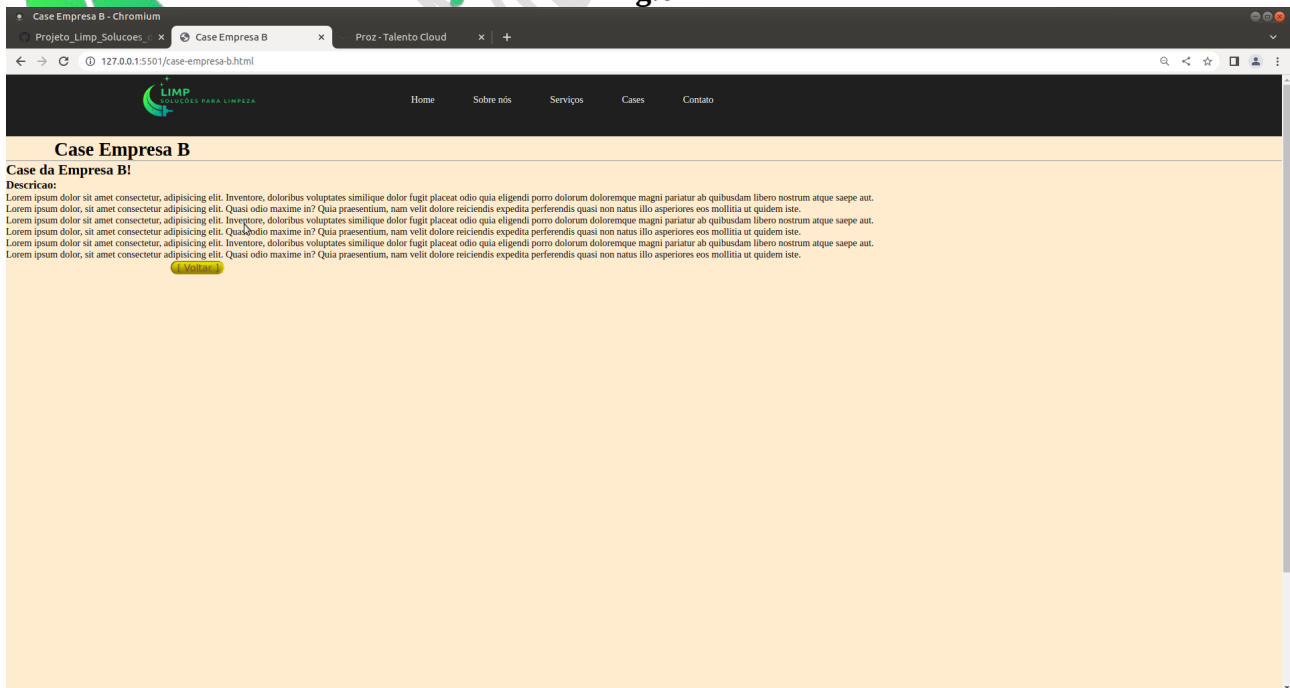 Case Empresa B - Chromium
Projeto_Limp_Solucoes_ Case Empresa B Proz - Talento Cloud
127.0.0.1:5501/case-empresa-b.html
LIMP
SOLUÇÕES PARA LIMPEZA
Home Sobre nós Serviços Cases Contato
Case Empresa B
Case da Empresa B!
Descricao:
Lorem ipsum dolor sit amet consectetur, adipisicing elit. Inventore, doloribus voluptates similique dolor fugit placeat odio quia eligendi porro dolorum doloremque magni pariatur ab quibusdam libero nostrum atque saepe aut.
Lorem ipsum dolor, sit amet consectetur adipisicing elit. Quasi odio maxime in? Quia praesentium, nam velit dolore reiciendis expedita perferendis quasi non natus illo asperiores eos mollitia ut quidem iste.
Lorem ipsum dolor sit amet consectetur, adipisicing elit. Inventore, doloribus voluptates similique dolor fugit placeat odio quia eligendi porro dolorum doloremque magni pariatur ab quibusdam libero nostrum atque saepe aut.
Lorem ipsum dolor, sit amet consectetur adipisicing elit. Quasi odio maxime in? Quia praesentium, nam velit dolore reiciendis expedita perferendis quasi non natus illo asperiores eos mollitia ut quidem iste.
Lorem ipsum dolor sit amet consectetur, adipisicing elit. Inventore, doloribus voluptates similique dolor fugit placeat odio quia eligendi porro dolorum doloremque magni pariatur ab quibusdam libero nostrum atque saepe aut.
Lorem ipsum dolor, sit amet consectetur adipisicing elit. Quasi odio maxime in? Quia praesentium, nam velit dolore reiciendis expedita perferendis quasi non natus illo asperiores eos mollitia ut quidem iste.
[ Voltar ]